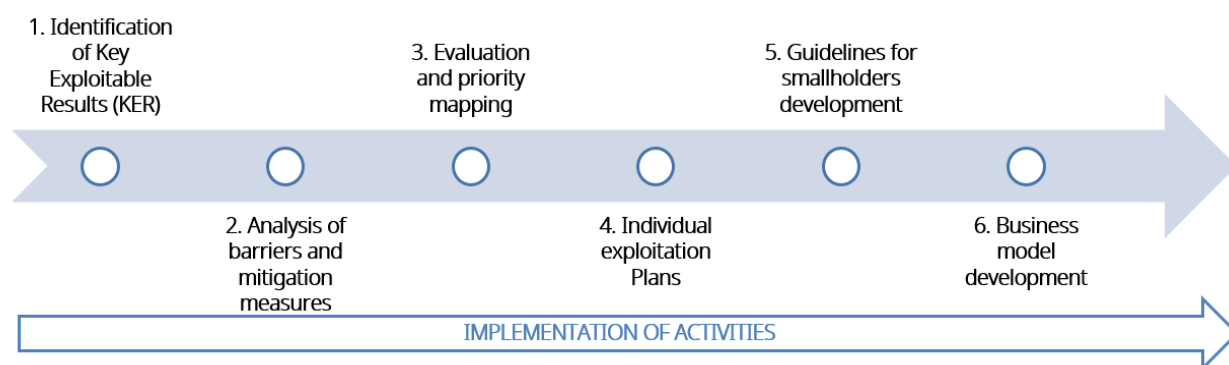 1. Identification
of Key
Exploitable
Results (KER)
2. Analysis of
barriers and
mitigation
measures
3. Evaluation
and priority
mapping
4. Individual
exploitation
Plans
5. Guidelines for
smallholders
development
6. Business
model
development
IMPLEMENTATION OF ACTIVITIES